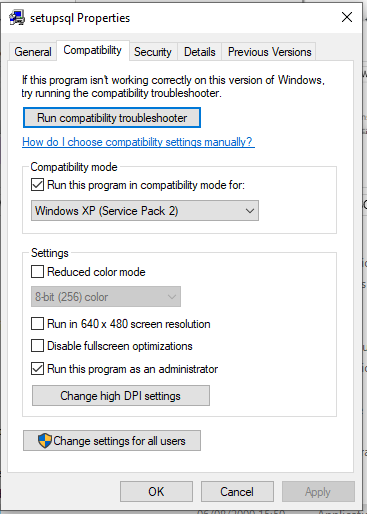 setupsql Properties
General
Compatibility
Security
Details
Previous Versions
If this program isn't working correctly on this version of Windows,
try running the compatibility troubleshooter.
Run compatibility troubleshooter
How do I choose compatibility settings manually?
Compatibility mode
Run this program in compatibility mode for:
Windows XP (Service Pack 2)
Settings
Reduced color mode
8-bit (256) color
Run in 640 x 480 screen resolution
Disable fullscreen optimizations
Run this program as an administrator
Change high DPI settings
Change settings for all users
OK
Cancel
Apply